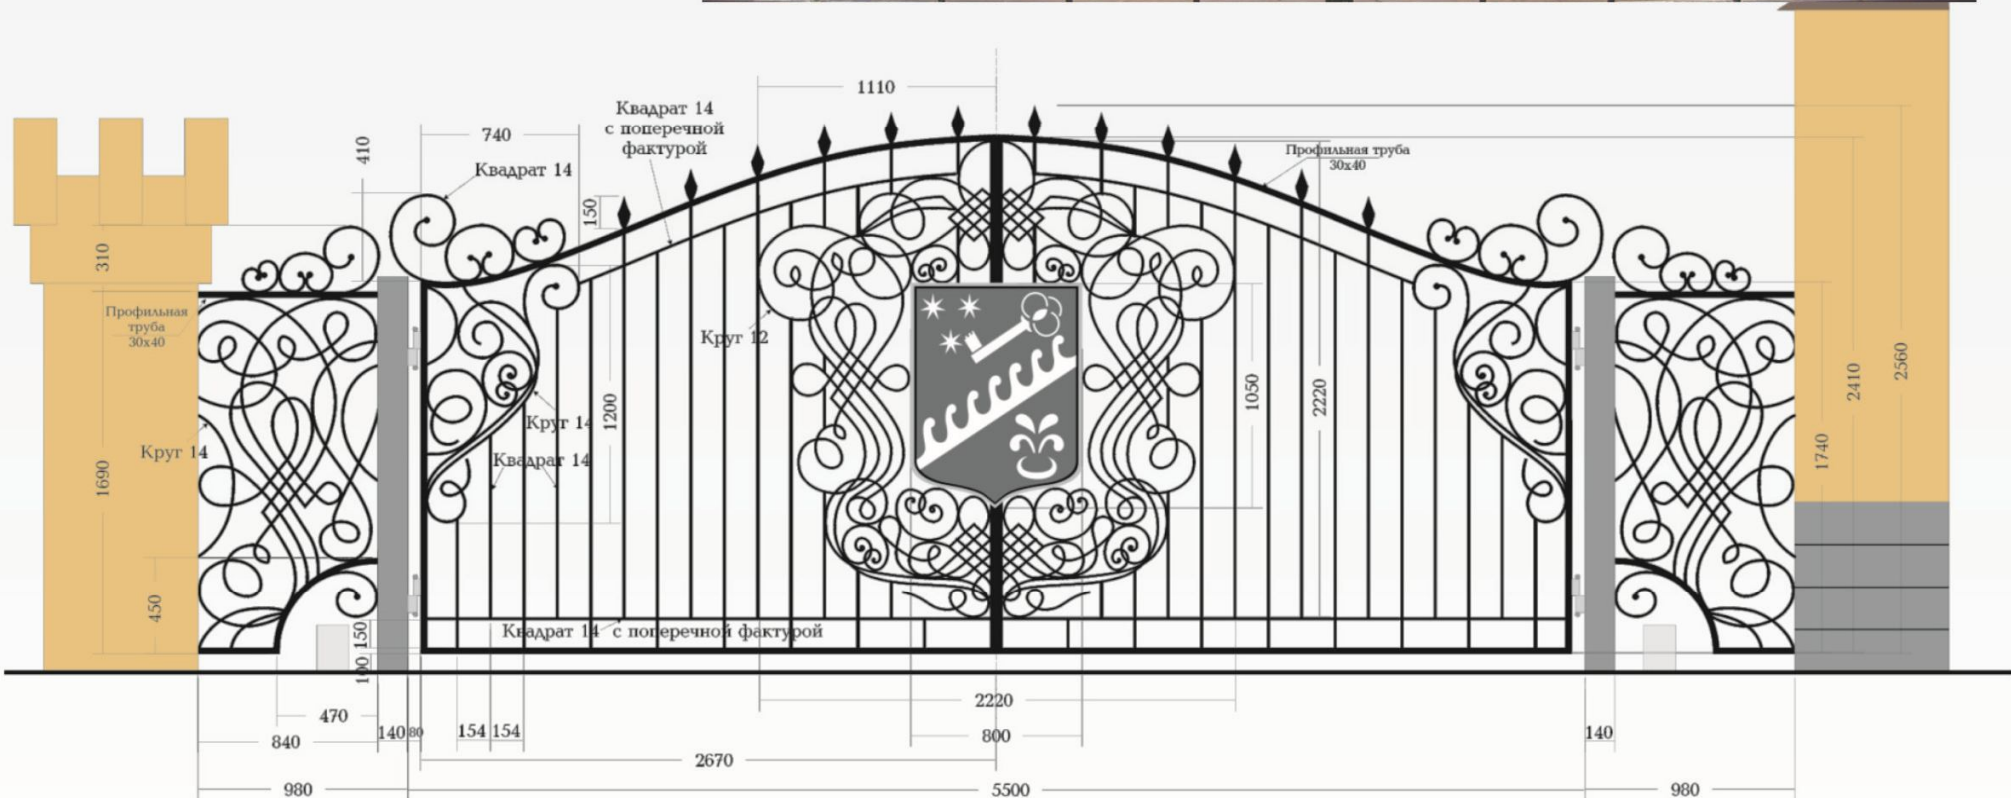 1110
Квадрат 14
с поперечной
фактурой
740
410
Квадрат 14
Профильная труба
30х40
150
310
Профильная
труба
30х40
Круг 12
1200
1050
2220
1740
2410
2560
Круг 14
Круг 14
Квадрат 14
1690
450
150
100
Квадрат 14 с поперечной фактурой
2220
470
140
80
154
154
800
140
840
2670
980
5500
980